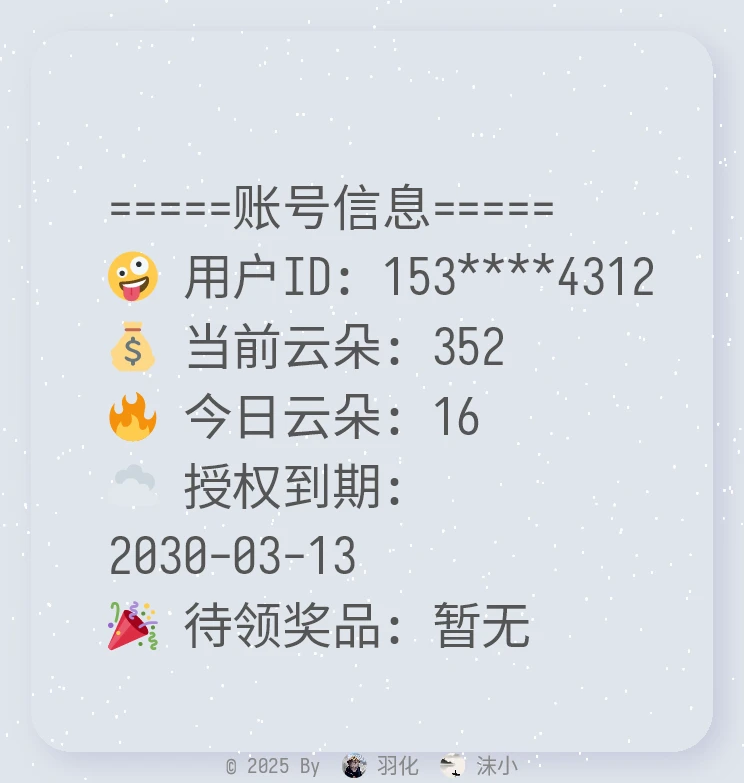 =====账号信息=====
🤪 用户ID: 153****4312
💰 当前云朵: 352
🔥 今日云朵: 16
☁️ 授权到期:
2030-03-13
🎉 待领奖品: 暂无
© 2025 By 羽化 沫小